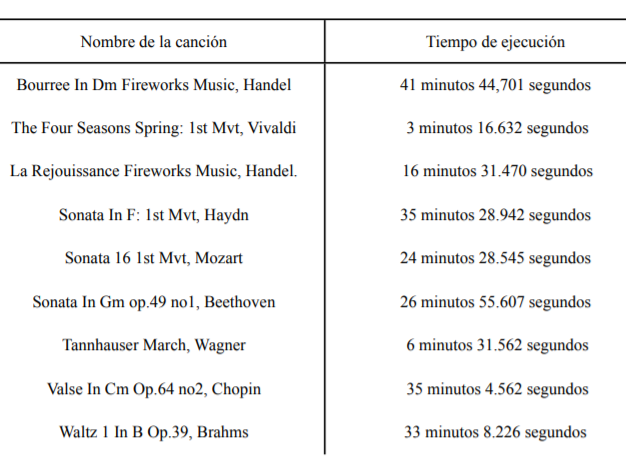 Nombre de la canción Tiempo de ejecución
Bourree In Dm Fireworks Music, Handel 41 minutos 44,701 segundos
The Four Seasons Spring: 1st Mvt, Vivaldi 3 minutos 16.632 segundos
La Rejouissance Fireworks Music, Handel. 16 minutos 31.470 segundos
Sonata In F: 1st Mvt, Haydn 35 minutos 28.942 segundos
Sonata 16 1st Mvt, Mozart 24 minutos 28.545 segundos
Sonata In Gm op.49 no1, Beethoven 26 minutos 55.607 segundos
Tannhauser March, Wagner 6 minutos 31.562 segundos
Valse In Cm Op.64 no2, Chopin 35 minutos 4.562 segundos
Waltz 1 In B Op.39, Brahms 33 minutos 8.226 segundos